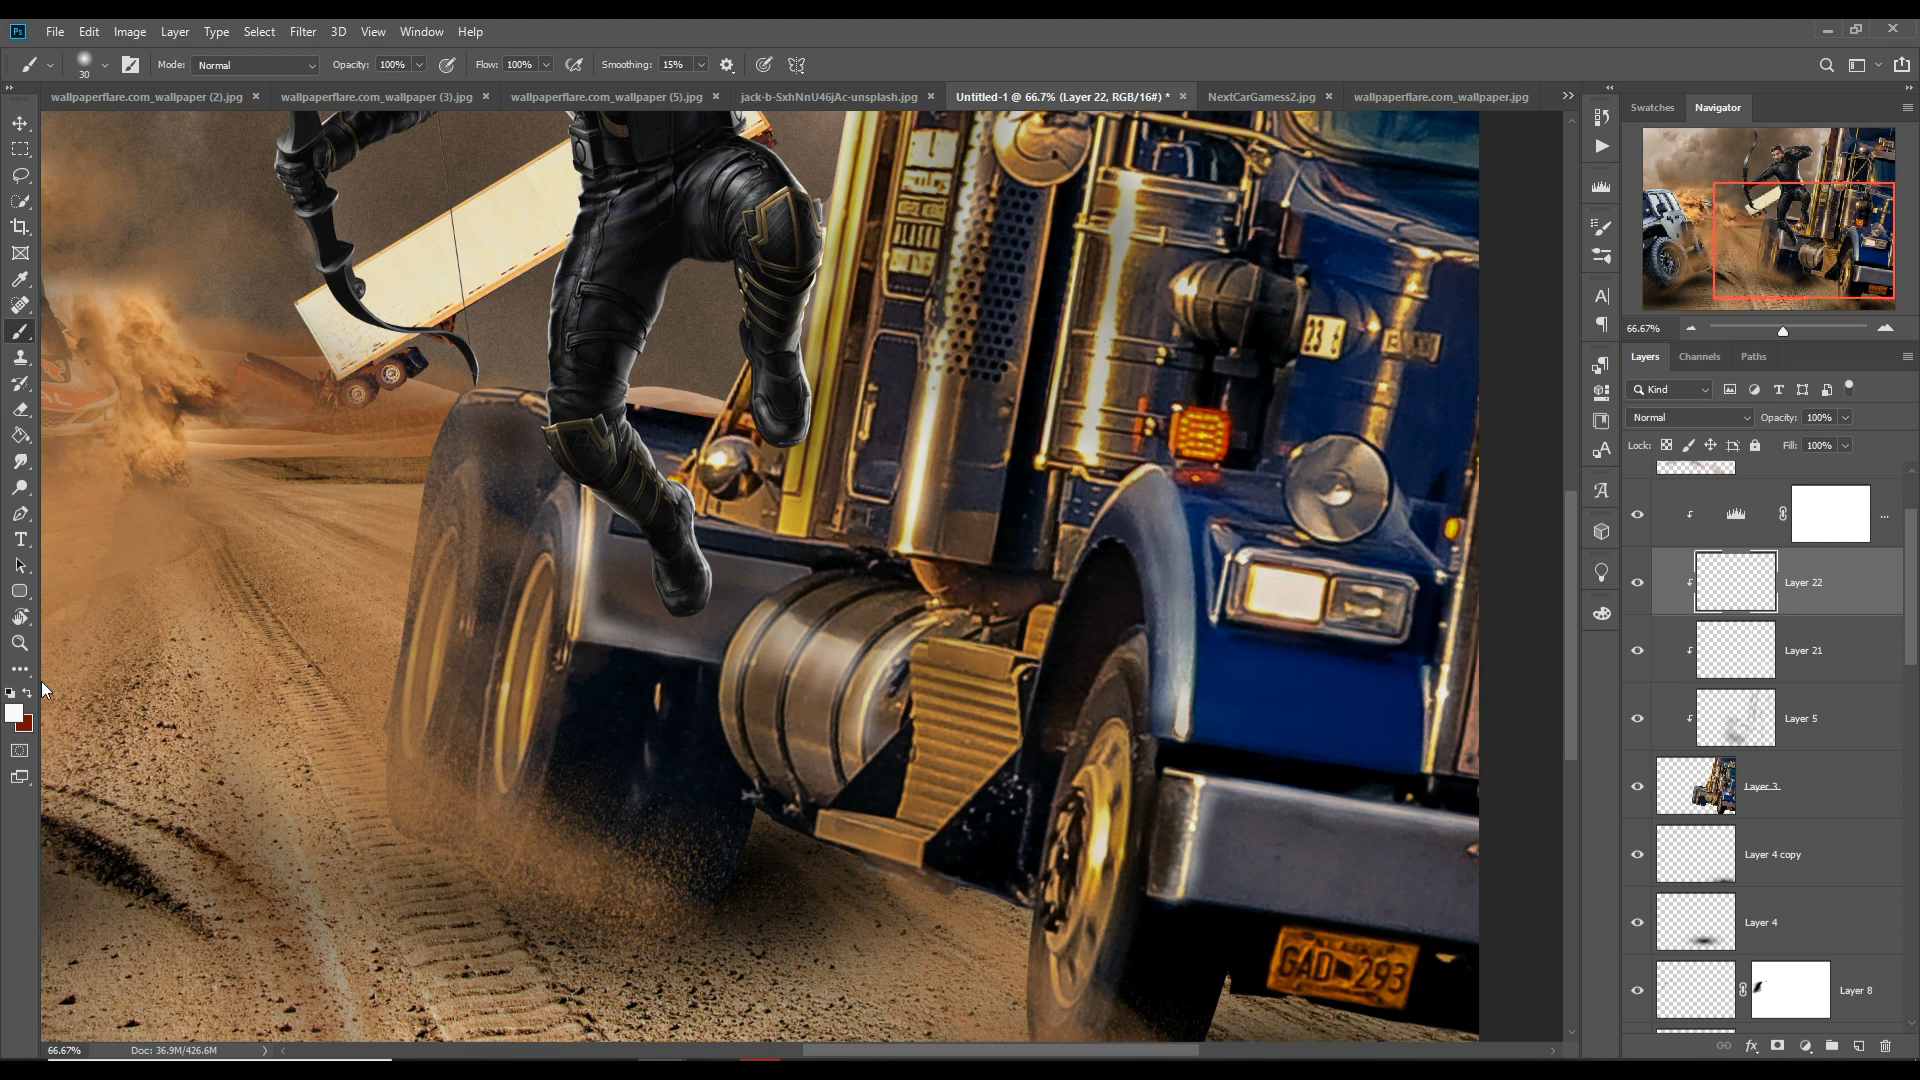 Ps File Edit Image Layer Type Select Filter 3D View Window Help
30 Mode: Normal Opacity: 100% Flow: 100% Smoothing: 15%
wallpaperflare.com_wallpaper (2).jpg × wallpaperflare.com_wallpaper (3).jpg × wallpaperflare.com_wallpaper (5).jpg × jack-b-SxhNnU46jAc-unsplash.jpg × Untitled-1 @ 66.7% (Layer 22, RGB/16#) * × NextCarGamess2.jpg × wallpaperflare.com_wallpaper.jpg
Swatches Navigator
66.67%
Layers Channels Paths
Kind
Normal Opacity: 100%
Lock: Fill: 100%
Layer 22
Layer 21
Layer 5
Layer 3
Layer 4 copy
Layer 4
Layer 8
GAD 293
66.67% Doc: 36.9M/426.6M